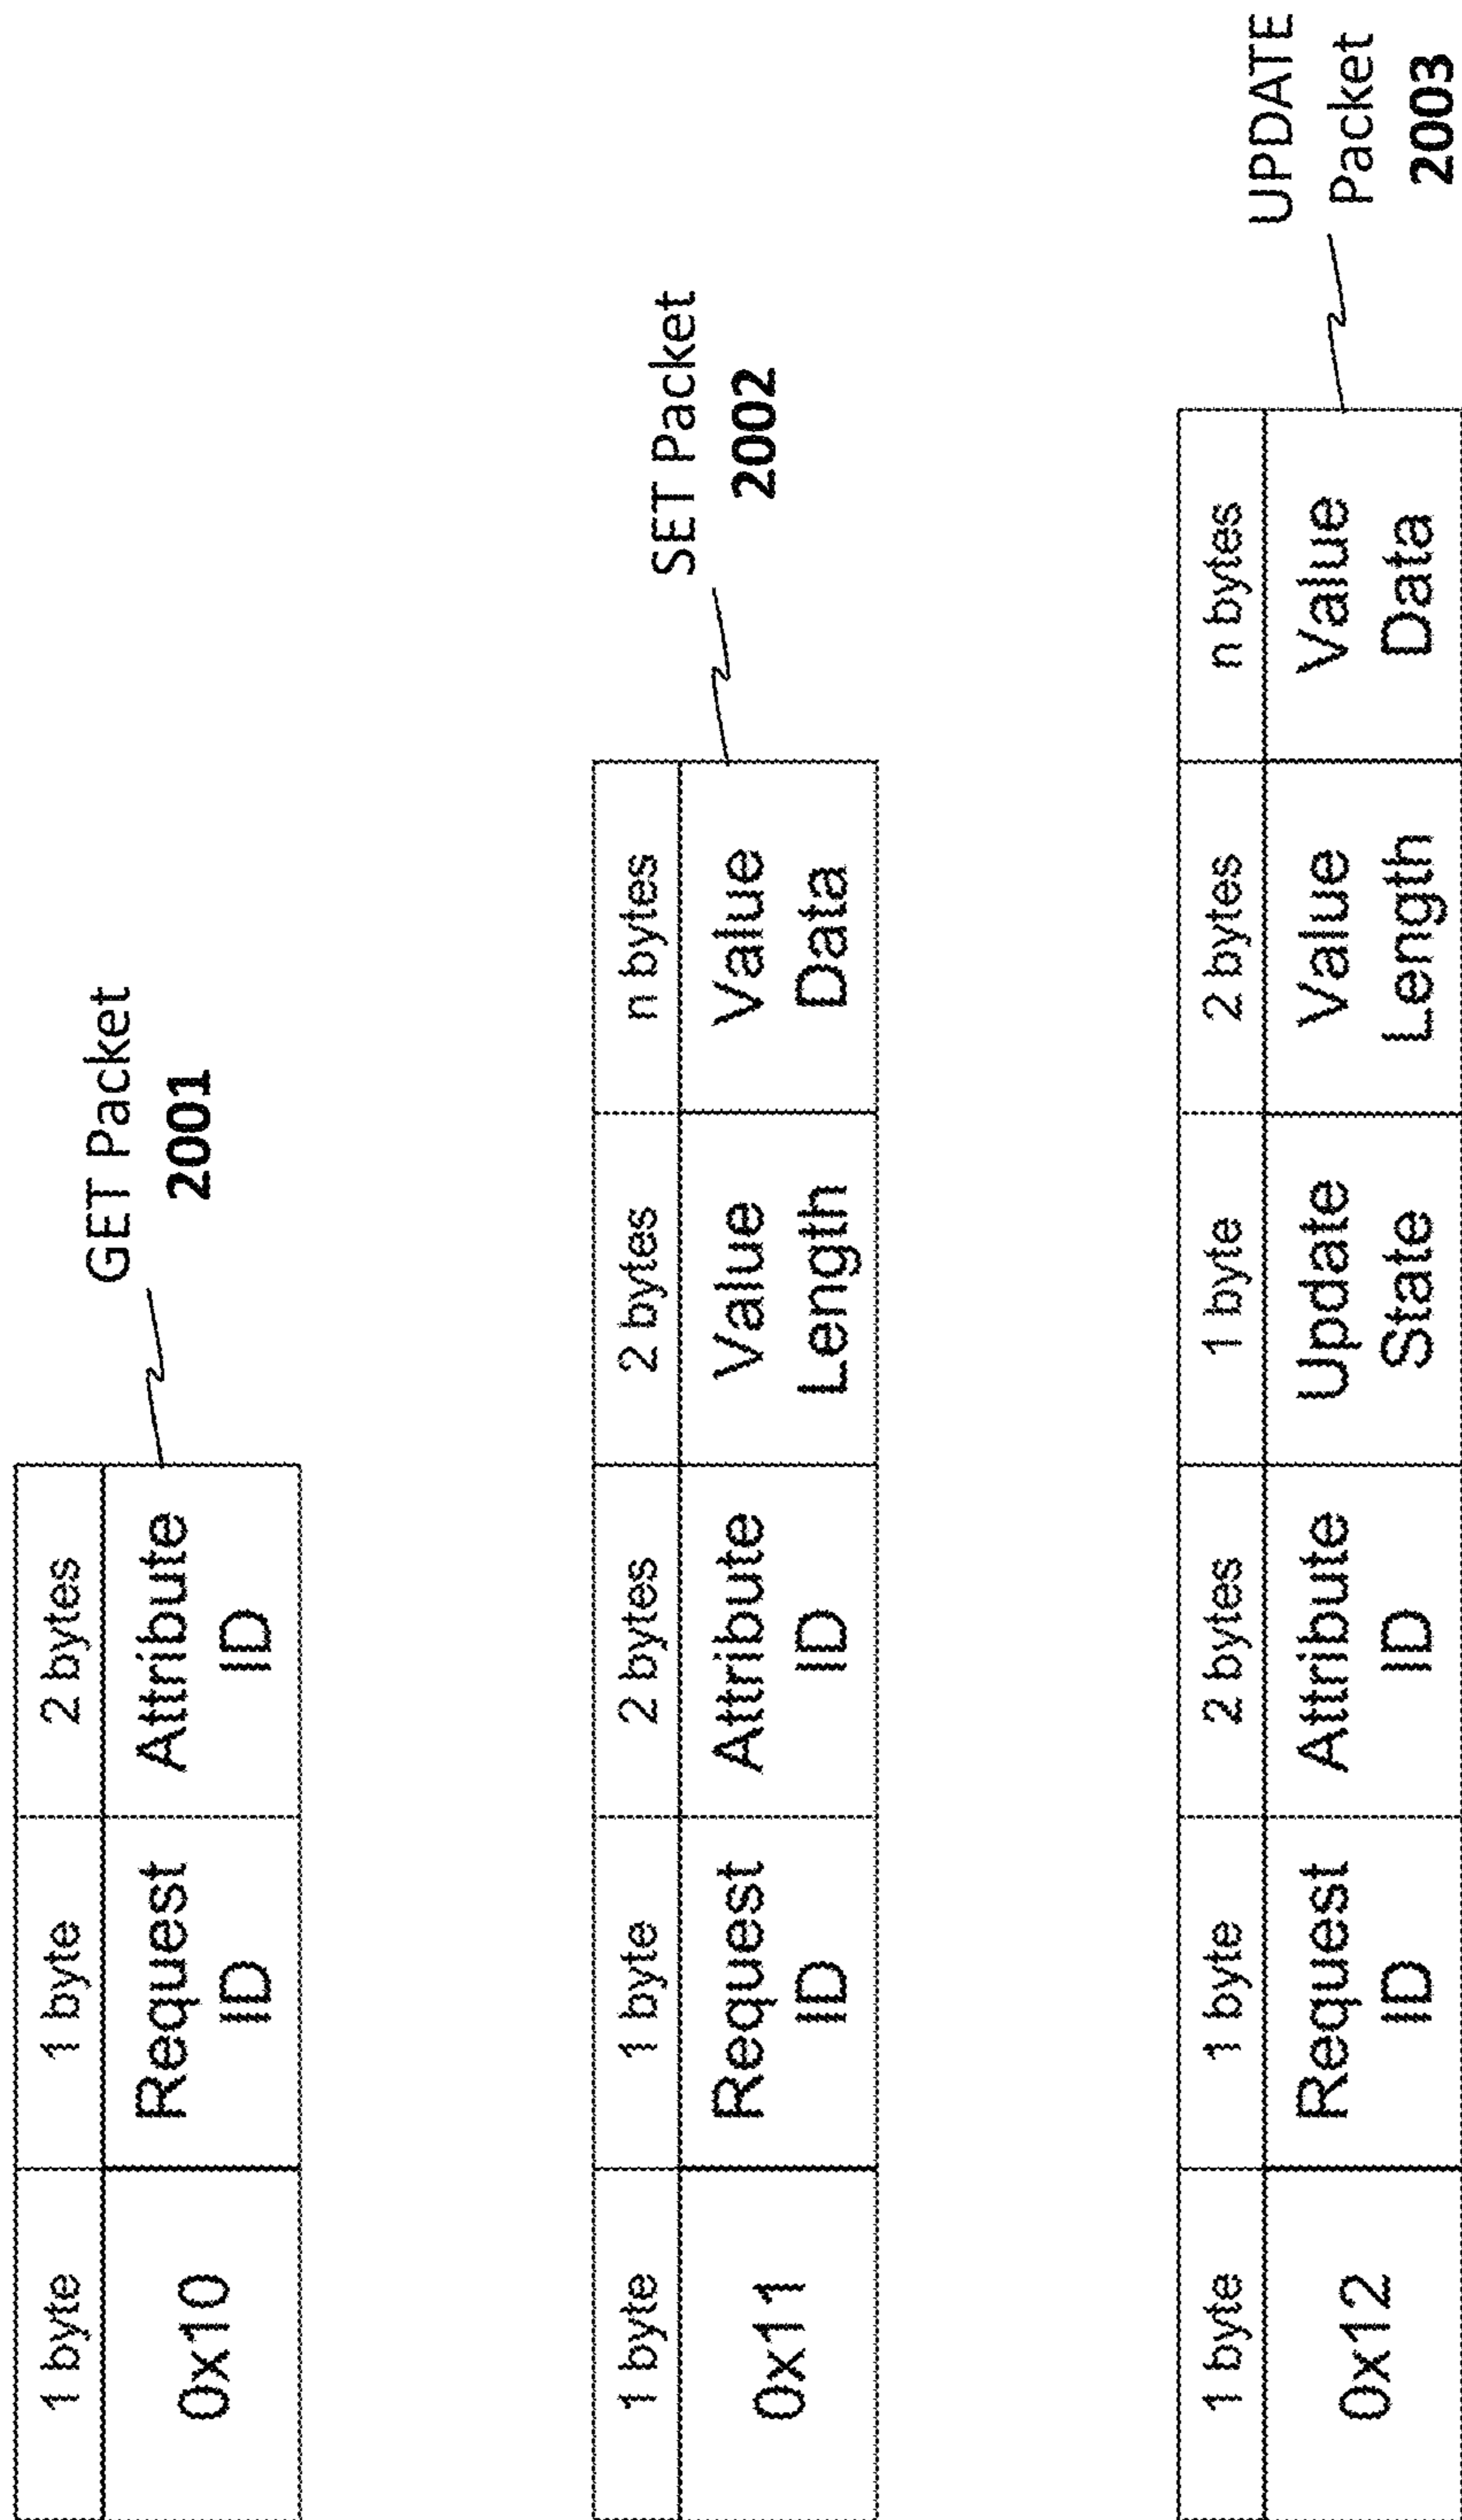 1 byte
1 byte
2 bytes
0x10
Request
ID
Attribute
ID
GET Packet
2001
1 byte
1 byte
2 bytes
2 bytes
n bytes
0x11
Request
ID
Attribute
ID
Value
Length
Value
Data
SET Packet
2002
1 byte
1 byte
2 bytes
1 byte
2 bytes
n bytes
0x12
Request
ID
Attribute
ID
Update
State
Value
Length
Value
Data
UPDATE
Packet
2003